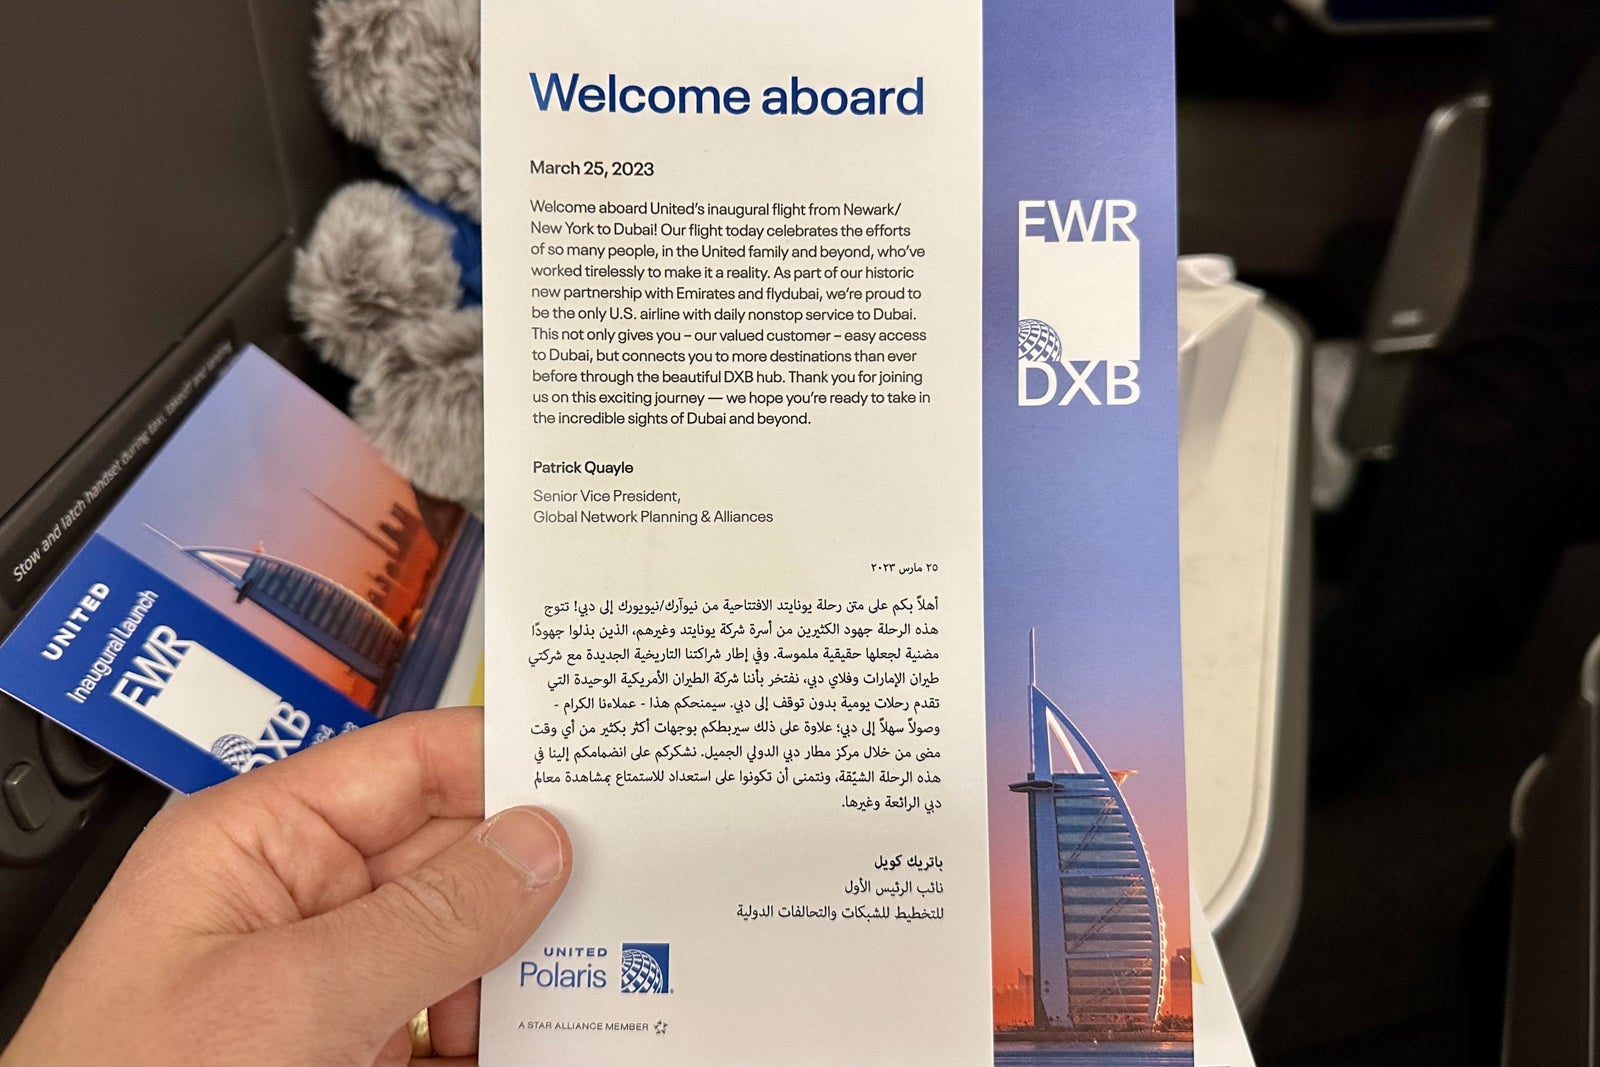 Welcome aboard
March 25, 2023
Welcome aboard United's inaugural flight from Newark/
New York to Dubai! Our flight today celebrates the efforts
of so many people, in the United family and beyond, who've
worked tirelessly to make it a reality. As part of our historic
new partnership with Emirates and flydubai, we're proud to
be the only U.S. airline with daily nonstop service to Dubai.
This not only gives you – our valued customer – easy access
to Dubai, but connects you to more destinations than ever
before through the beautiful DXB hub. Thank you for joining
us on this exciting journey — we hope you're ready to take in
the incredible sights of Dubai and beyond.
Patrick Quayle
Senior Vice President,
Global Network Planning & Alliances
٢٥ مارس ٢٠٢٣
أهلاً بكم على متن رحلة يونايتد الافتتاحية من نيوآرك/نيويورك إلى دبي! تتوج
هذه الرحلة جهود الكثيرين من أسرة شركة يونايتد وغيرهم، الذين بذلوا جهودًا
مضنية لجعلها حقيقية ملموسة. وفي إطار شراكتنا التاريخية الجديدة مع شركتي
طيران الإمارات وفلاي دبي، نفتخر بأننا شركة الطيران الأمريكية الوحيدة التي
تقدم رحلات يومية بدون توقف إلى دبي. سيمنحكم هذا - عملاءنا الكرام -
وصولاً سهلاً إلى دبي؛ علاوة على ذلك سيربطكم بوجهات أكثر بكثير من أي وقت
مضى من خلال مركز مطار دبي الدولي الجميل. نشكركم على انضمامكم إلينا في
هذه الرحلة الشيّقة، ونتمنى أن تكونوا على استعداد للاستمتاع بمشاهدة معالم
دبي الرائعة وغيرها.
باتريك كويل
نائب الرئيس الأول
للتخطيط للشبكات والتحالفات الدولية
UNITED
Polaris
A STAR ALLIANCE MEMBER
EWR
DXB
Stow and latch handset during taxi, takeoff and landing
UNITED
Inaugural Launch
EWR
DXB